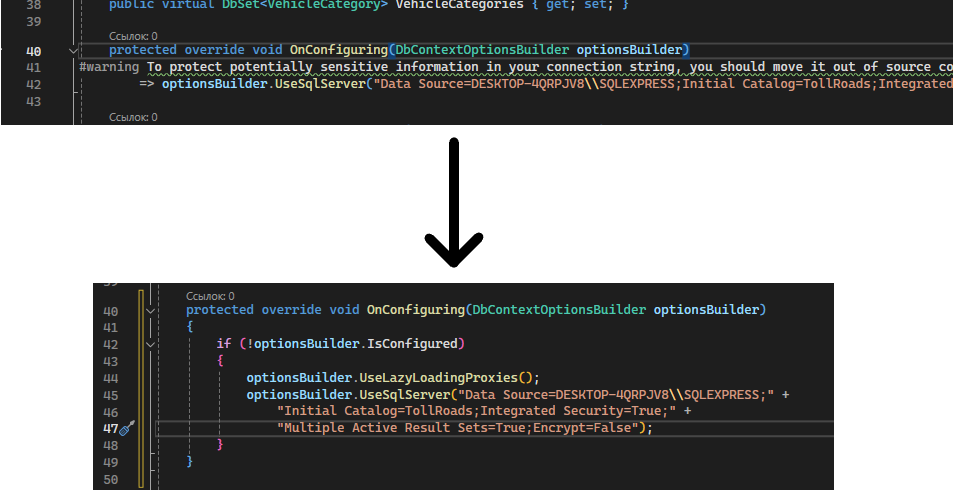 38 public virtual DbSet<VehicleCategory> VehicleCategories { get; set; }
39
Ссылок: 0
40 protected override void OnConfiguring(DbContextOptionsBuilder optionsBuilder)
41 #warning To protect potentially sensitive information in your connection string, you should move it out of source co
42 => optionsBuilder.UseSqlServer("Data Source=DESKTOP-4QRPJV8\\SQLEXPRESS;Initial Catalog=TollRoads;Integrated
43
Ссылок: 0
Ссылок: 0
40 protected override void OnConfiguring(DbContextOptionsBuilder optionsBuilder)
41 {
42 if (!optionsBuilder.IsConfigured)
43 {
44 optionsBuilder.UseLazyLoadingProxies();
45 optionsBuilder.UseSqlServer("Data Source=DESKTOP-4QRPJV8\\SQLEXPRESS;" +
46 "Initial Catalog=TollRoads;Integrated Security=True;" +
47 "Multiple Active Result Sets=True;Encrypt=False");
48 }
49 }
50